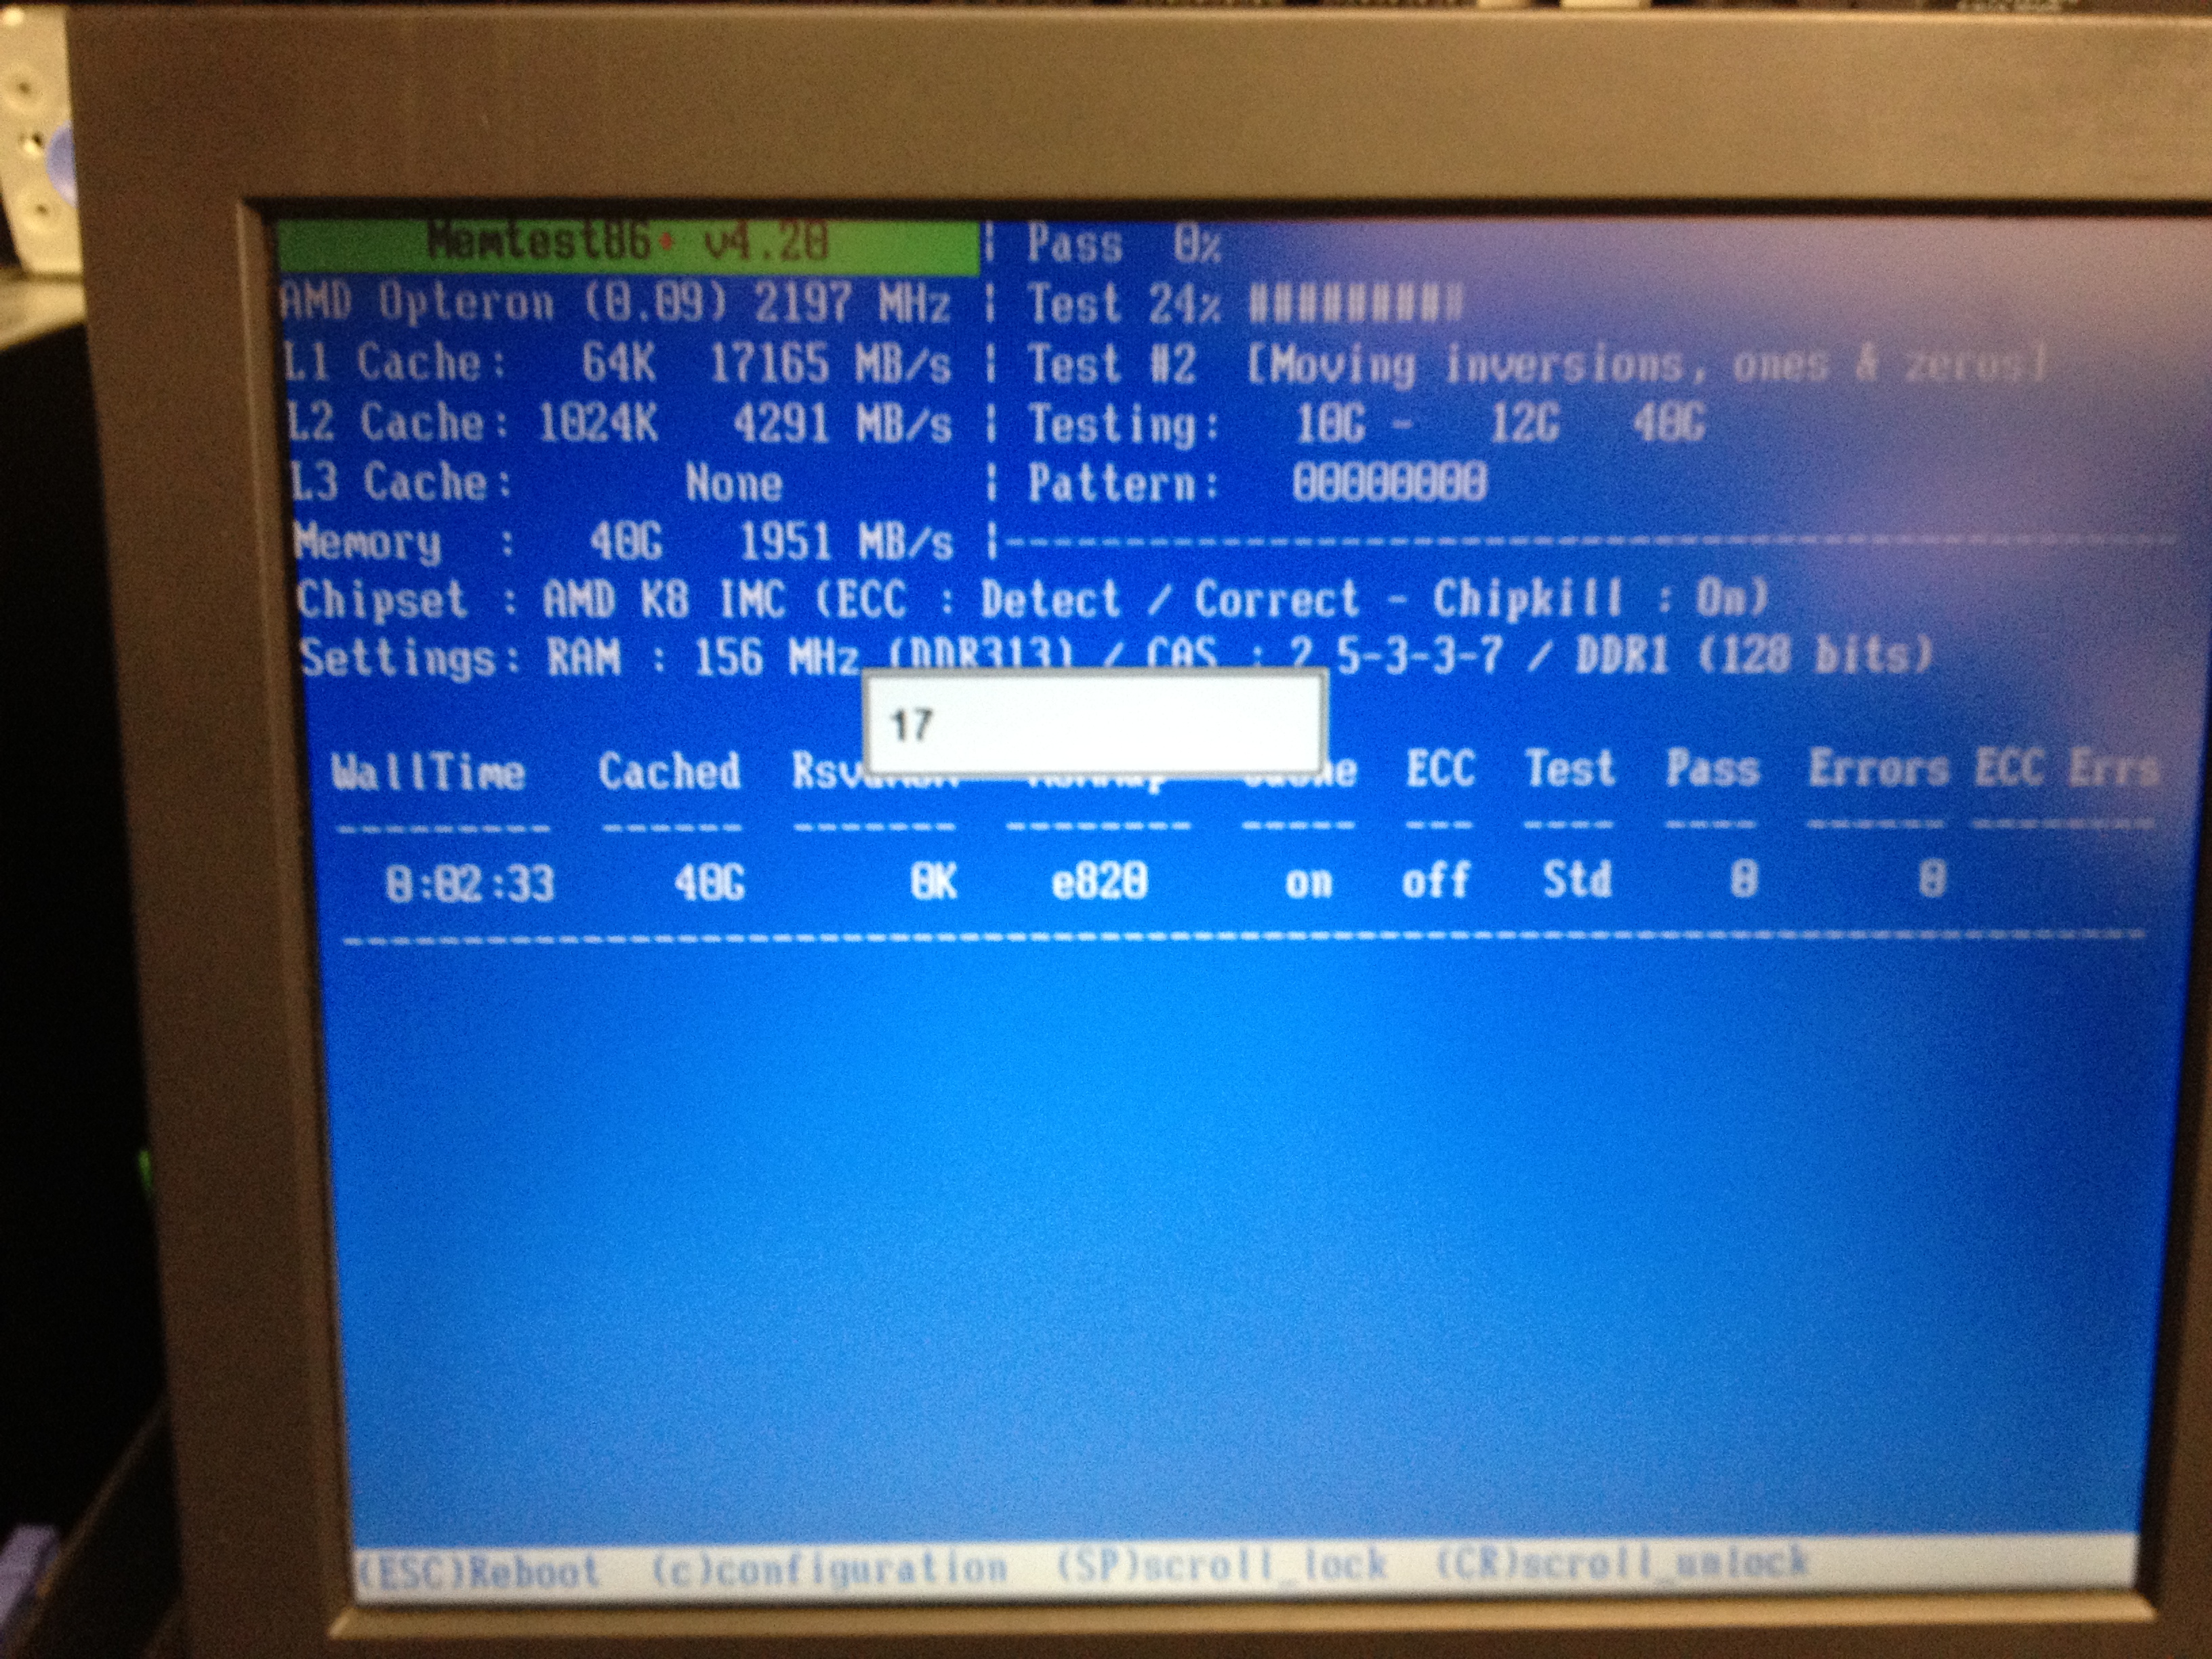 Memtest86+ v4.20 | Pass 0%
AMD Opteron (0.09) 2197 MHz | Test 24% #########
L1 Cache: 64K 17165 MB/s | Test #2 [Moving inversions, ones & zeros]
L2 Cache: 1024K 4291 MB/s | Testing: 10G - 12G 40G
L3 Cache: None | Pattern: 00000000
Memory : 40G 1951 MB/s |------------------------------------------------
Chipset : AMD K8 IMC (ECC : Detect / Correct - Chipkill : On)
Settings: RAM : 156 MHz (DDR313) / CAS : 2.5-3-3-7 / DDR1 (128 bits)
17
WallTime Cached RsvdMem MemMap Cache ECC Test Pass Errors ECC Errs
--------- ------ ------- -------- ----- --- ---- ---- ------ --------
0:02:33 40G 0K e820 on off Std 0 0
-----------------------------------------------------------------------------
(ESC)Reboot (c)configuration (SP)scroll_lock (CR)scroll_unlock